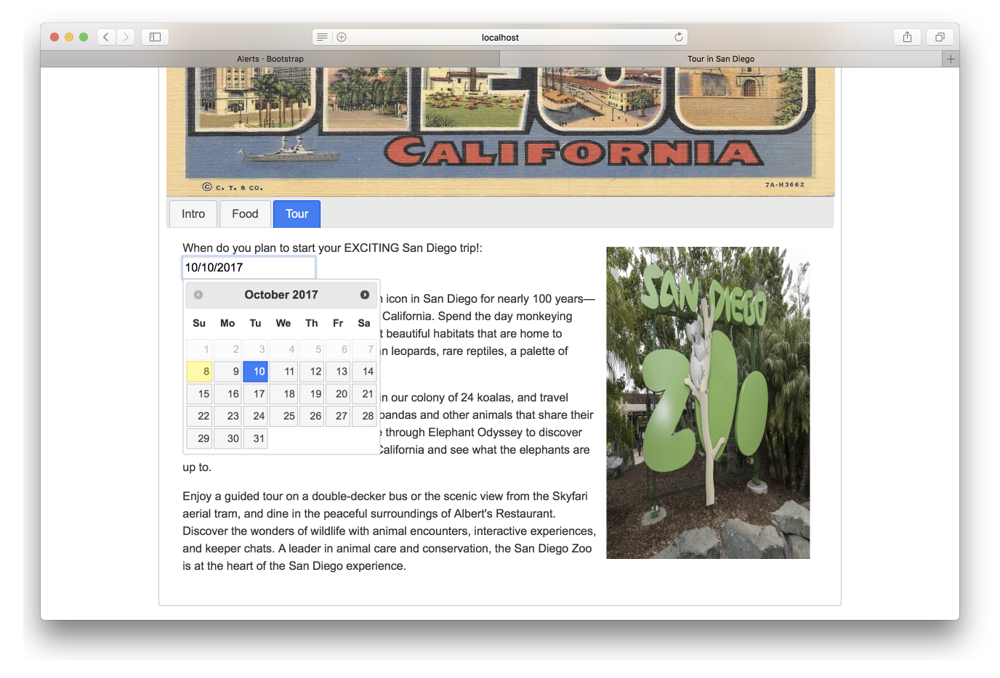 localhost
Alerts · Bootstrap
Tour in San Diego
CALIFORNIA
© C. T. & CO.
7A-H3662
Intro
Food
Tour
When do you plan to start your EXCITING San Diego trip!:
10/10/2017
October 2017
Su Mo Tu We Th Fr Sa
1 2 3 4 5 6 7
8 9 10 11 12 13 14
15 16 17 18 19 20 21
22 23 24 25 26 27 28
29 30 31
icon in San Diego for nearly 100 years—
California. Spend the day monkeying
beautiful habitats that are home to
leopards, rare reptiles, a palette of
in our colony of 24 koalas, and travel
pandas and other animals that share their
through Elephant Odyssey to discover
California and see what the elephants are
up to.
Enjoy a guided tour on a double-decker bus or the scenic view from the Skyfari
aerial tram, and dine in the peaceful surroundings of Albert's Restaurant.
Discover the wonders of wildlife with animal encounters, interactive experiences,
and keeper chats. A leader in animal care and conservation, the San Diego Zoo
is at the heart of the San Diego experience.
SAN DIEGO
ZOO